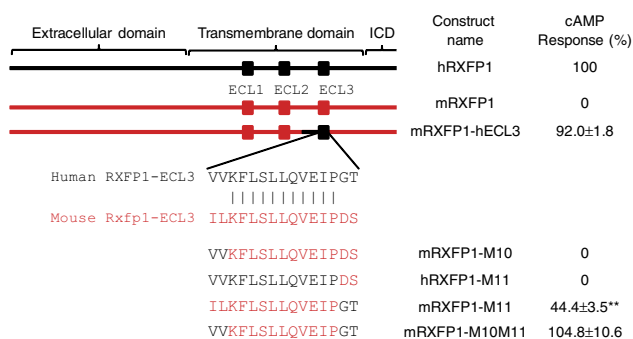 Extracellular domain Transmembrane domain ICD Construct name cAMP Response (%)
hRXFP1 100
ECL1 ECL2 ECL3
mRXFP1 0
mRXFP1-hECL3 92.0±1.8
Human RXFP1-ECL3 VVKFLSLLQVEIPGT
Mouse Rxfp1-ECL3 ILKFLSLLQVEIPDS
VVKFLSLLQVEIPDS mRXFP1-M10 0
VVKFLSLLQVEIPDS hRXFP1-M11 0
ILKFLSLLQVEIPGT mRXFP1-M11 44.4±3.5**
VVKFLSLLQVEIPGT mRXFP1-M10M11 104.8±10.6